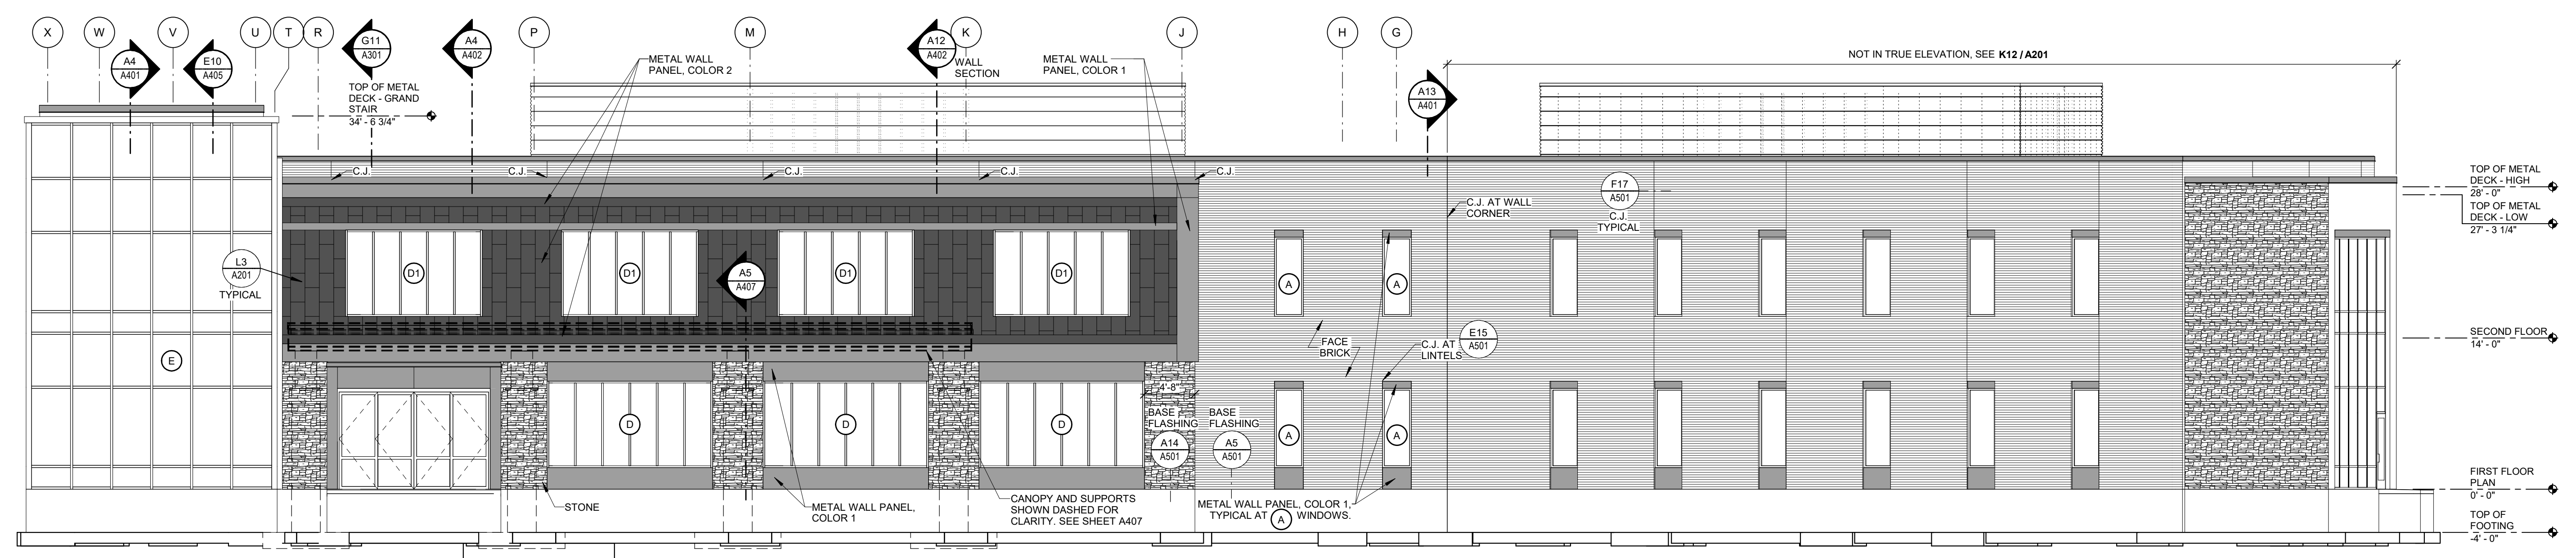 X
W
V
U
T
R
P
M
K
J
H
G
G11
A301
A4
A402
A12
A402
A4
A401
E10
A405
A13
A401
NOT IN TRUE ELEVATION, SEE K12 / A201
METAL WALL
PANEL, COLOR 2
WALL
SECTION
METAL WALL
PANEL, COLOR 1
TOP OF METAL
DECK - GRAND
STAIR
34' - 6 3/4"
C.J.
C.J.
C.J.
C.J.
C.J.
F17
A501
C.J.
TYPICAL
C.J. AT WALL
CORNER
TOP OF METAL
DECK - HIGH
28' - 0"
TOP OF METAL
DECK - LOW
27' - 3 1/4"
L3
A201
TYPICAL
D1
D1
D1
D1
A5
A407
A
A
E
FACE
BRICK
C.J. AT
LINTELS
E15
A501
SECOND FLOOR
14' - 0"
4'-8"
BASE
FLASHING
BASE
FLASHING
A14
A501
A5
A501
D
D
D
A
A
STONE
METAL WALL PANEL,
COLOR 1
CANOPY AND SUPPORTS
SHOWN DASHED FOR
CLARITY. SEE SHEET A407
METAL WALL PANEL, COLOR 1,
TYPICAL AT A WINDOWS.
FIRST FLOOR
PLAN
0' - 0"
TOP OF
FOOTING
-4' - 0"